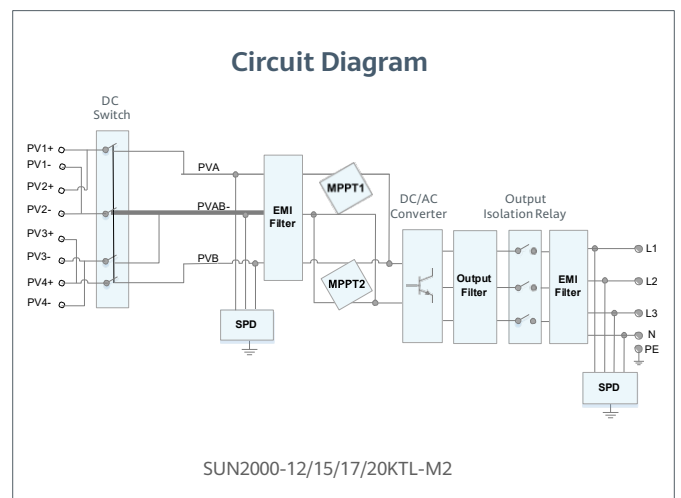 Circuit Diagram
DC
Switch
PV1+
PV1-
PV2+
PV2-
PV3+
PV3-
PV4+
PV4-
PVA
PVAB-
PVB
EMI
Filter
SPD
MPPT1
MPPT2
DC/AC
Converter
Output
Filter
Output
Isolation Relay
EMI
Filter
L1
L2
L3
N
PE
SPD
SUN2000-12/15/17/20KTL-M2